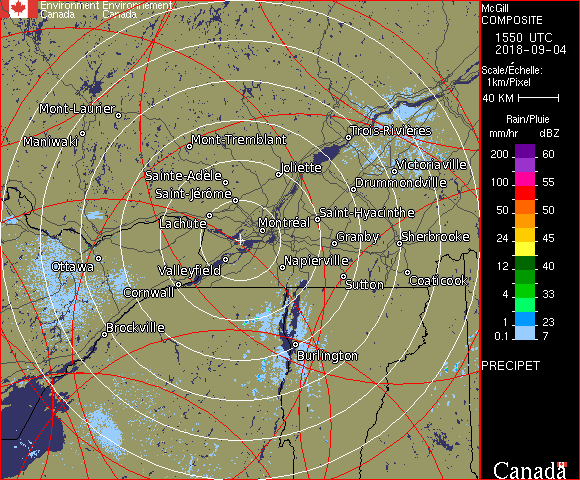 Environment Environnement
Canada Canada
McGill
COMPOSITE
1550 UTC
2018-09-04
Scale/Échelle:
1km/Pixel
40 KM
Rain/Pluie
mm/hr dBZ
200 60
100 55
50 50
24 45
12 40
4 33
1 23
0.1 7
PRECIPET
Canada
Mont-Laurier
Maniwaki
Mont-Tremblant
Trois-Rivières
Joliette
Victoriaville
Sainte-Adèle
Saint-Jérôme
Drummondville
Lachute
Montréal
Saint-Hyacinthe
Granby
Sherbrooke
Ottawa
Valleyfield
Napierville
Cornwall
Sutton
Coaticook
Brockville
Burlington